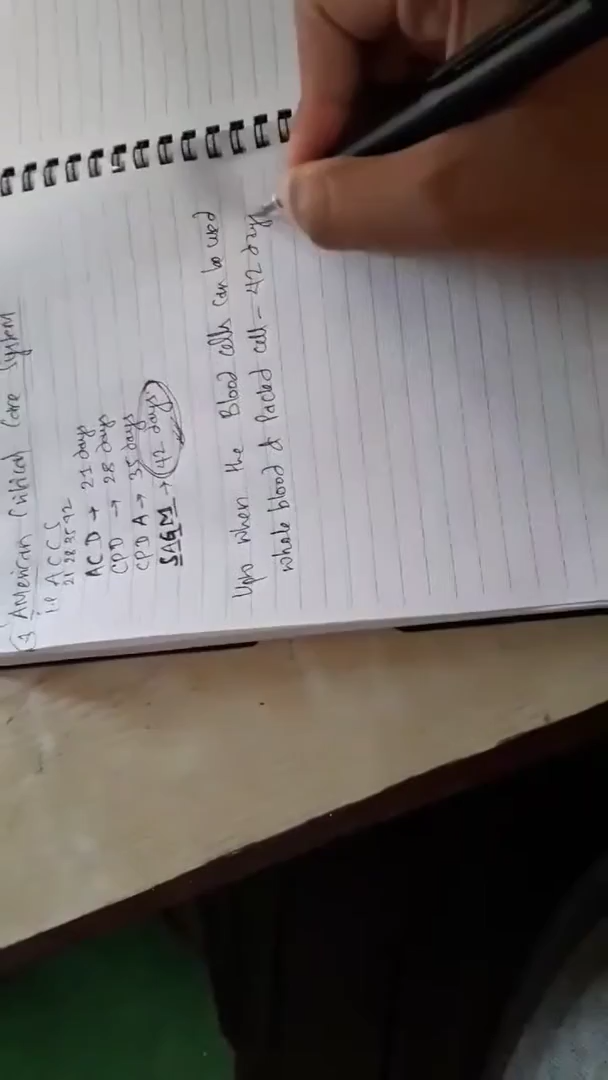 American Critical Care System
i.e A C C S
21 28 35 42
ACD → 21 days
CPD → 28 days
CPD A → 35 days
SAGM → 42 days.
Upto when the Blood cells can be used
whole blood & Packed cell - 42 days